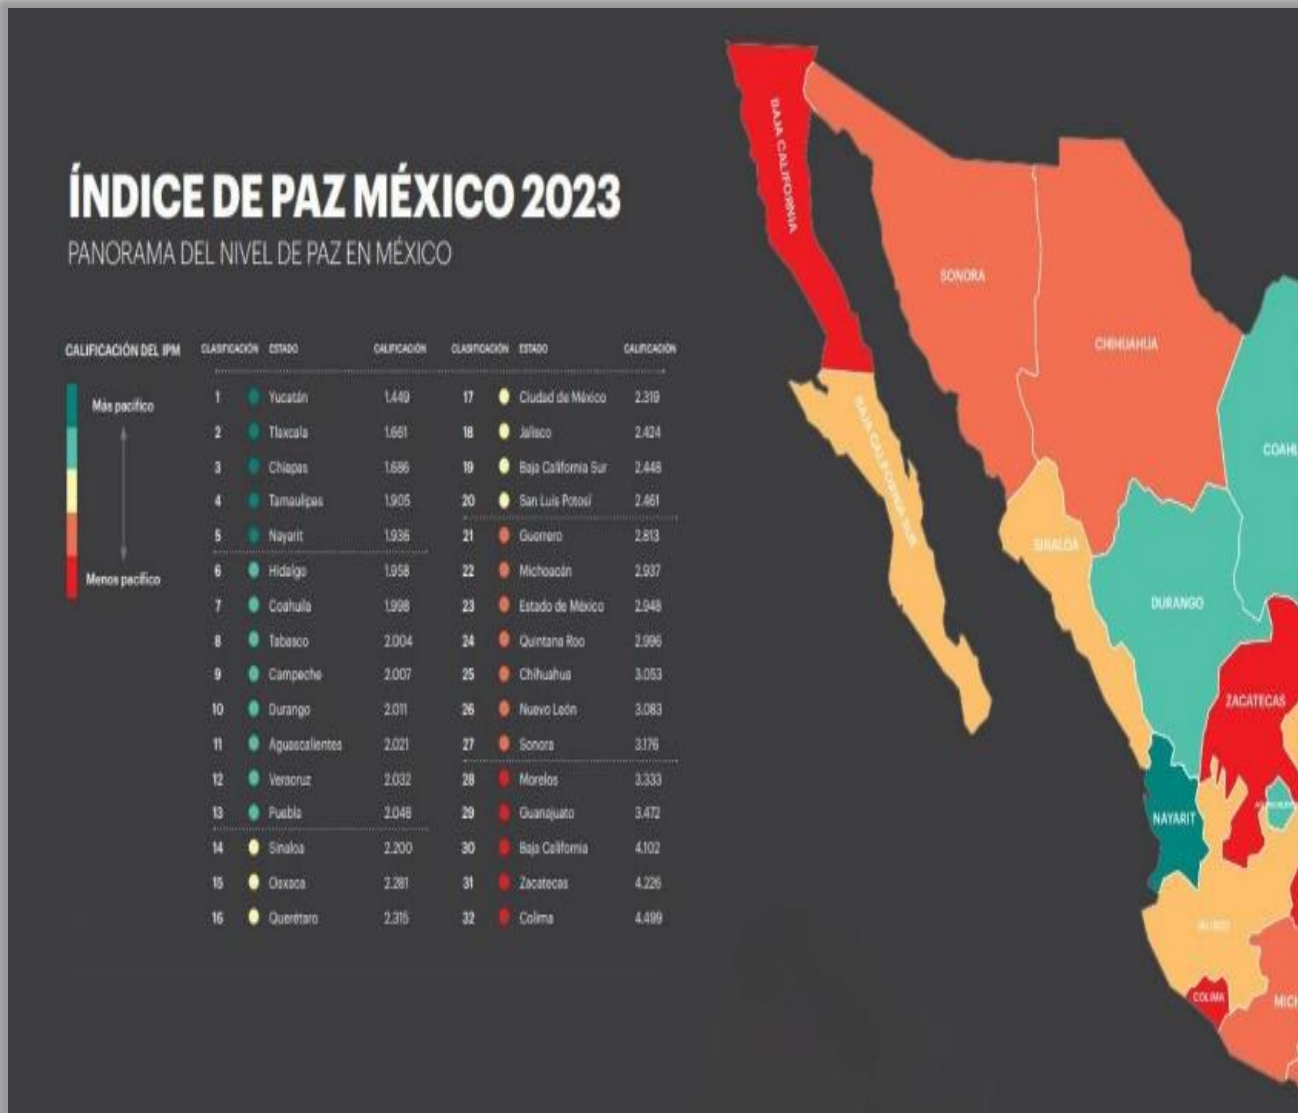 ÍNDICE DE PAZ MÉXICO 2023
PANORAMA DEL NIVEL DE PAZ EN MÉXICO
CALIFICACIÓN DEL IPM
Más pacífico
Menos pacífico
CLASIFICACIÓN ESTADO CALIFICACIÓN CLASIFICACIÓN ESTADO CALIFICACIÓN
1 Yucatán 1.449 17 Ciudad de México 2.319
2 Tlaxcala 1.661 18 Jalisco 2.424
3 Chiapas 1.686 19 Baja California Sur 2.448
4 Tamaulipas 1.905 20 San Luis Potosí 2.461
5 Nayarit 1.936 21 Guerrero 2.813
6 Hidalgo 1.958 22 Michoacán 2.937
7 Coahuila 1.998 23 Estado de México 2.948
8 Tabasco 2.004 24 Quintana Roo 2.996
9 Campeche 2.007 25 Chihuahua 3.053
10 Durango 2.011 26 Nuevo León 3.083
11 Aguascalientes 2.021 27 Sonora 3.176
12 Veracruz 2.032 28 Morelos 3.333
13 Puebla 2.048 29 Guanajuato 3.472
14 Sinaloa 2.200 30 Baja California 4.102
15 Oaxaca 2.281 31 Zacatecas 4.226
16 Querétaro 2.315 32 Colima 4.499
BAJA CALIFORNIA
SONORA
CHIHUAHUA
BAJA CALIFORNIA SUR
COAHU
SINALOA
DURANGO
ZACATECAS
NAYARIT
JALISCO
COLIMA
MICH